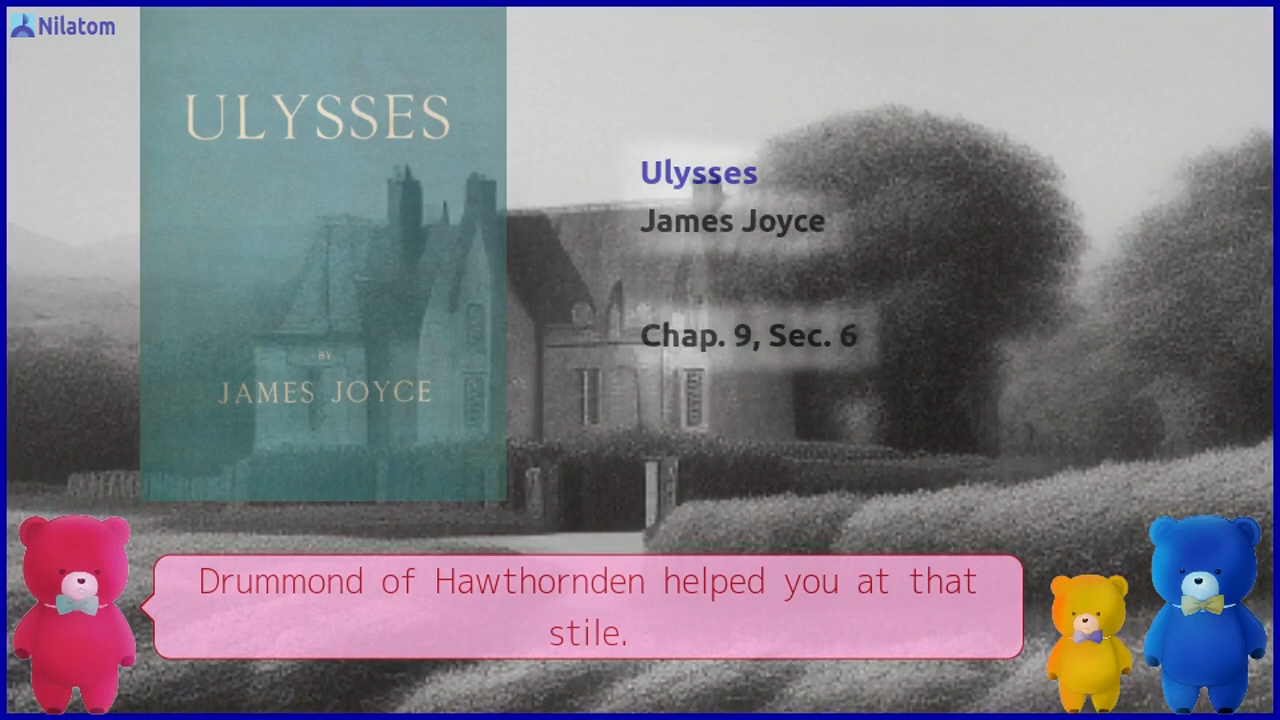 Nilatom
ULYSSES
BY
JAMES JOYCE
Ulysses
James Joyce
Chap. 9, Sec. 6
Drummond of Hawthornden helped you at that
stile.